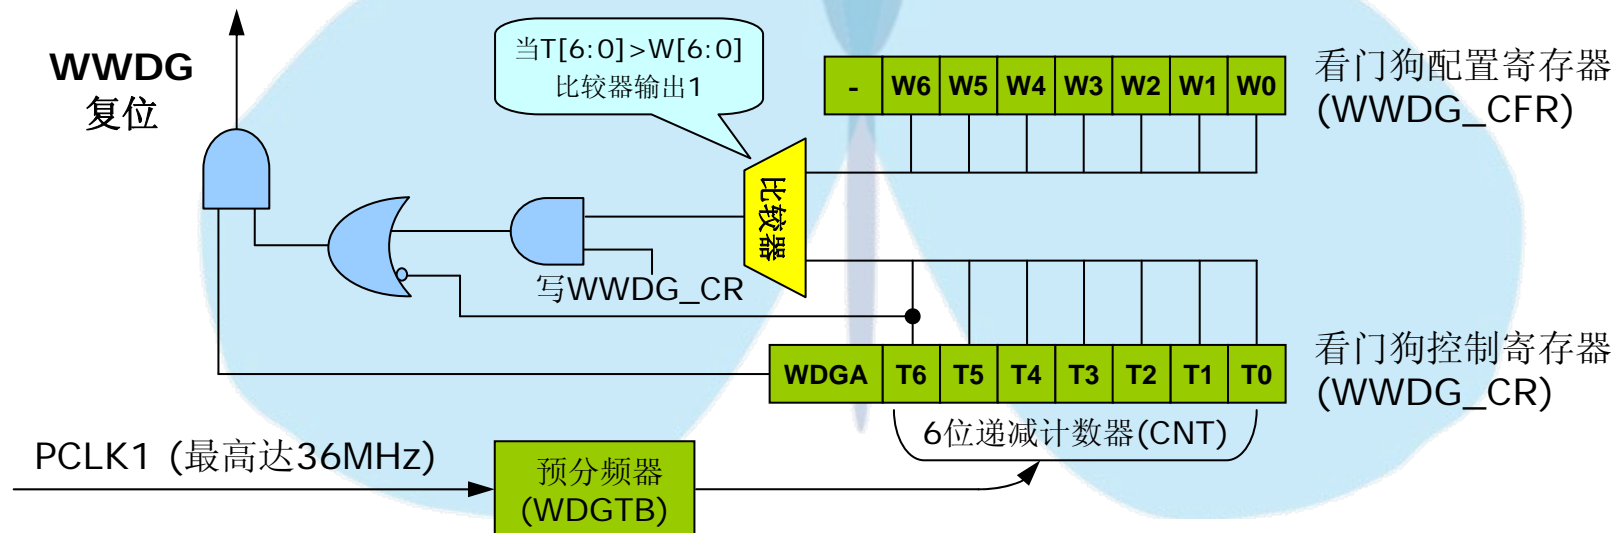 WWDG
复位
当T[6:0]>W[6:0]
比较器输出1
- W6 W5 W4 W3 W2 W1 W0
看门狗配置寄存器
(WWDG_CFR)
比较器
写WWDG_CR
WDGA T6 T5 T4 T3 T2 T1 T0
看门狗控制寄存器
(WWDG_CR)
6位递减计数器(CNT)
PCLK1 (最高达36MHz)
预分频器
(WDGTB)